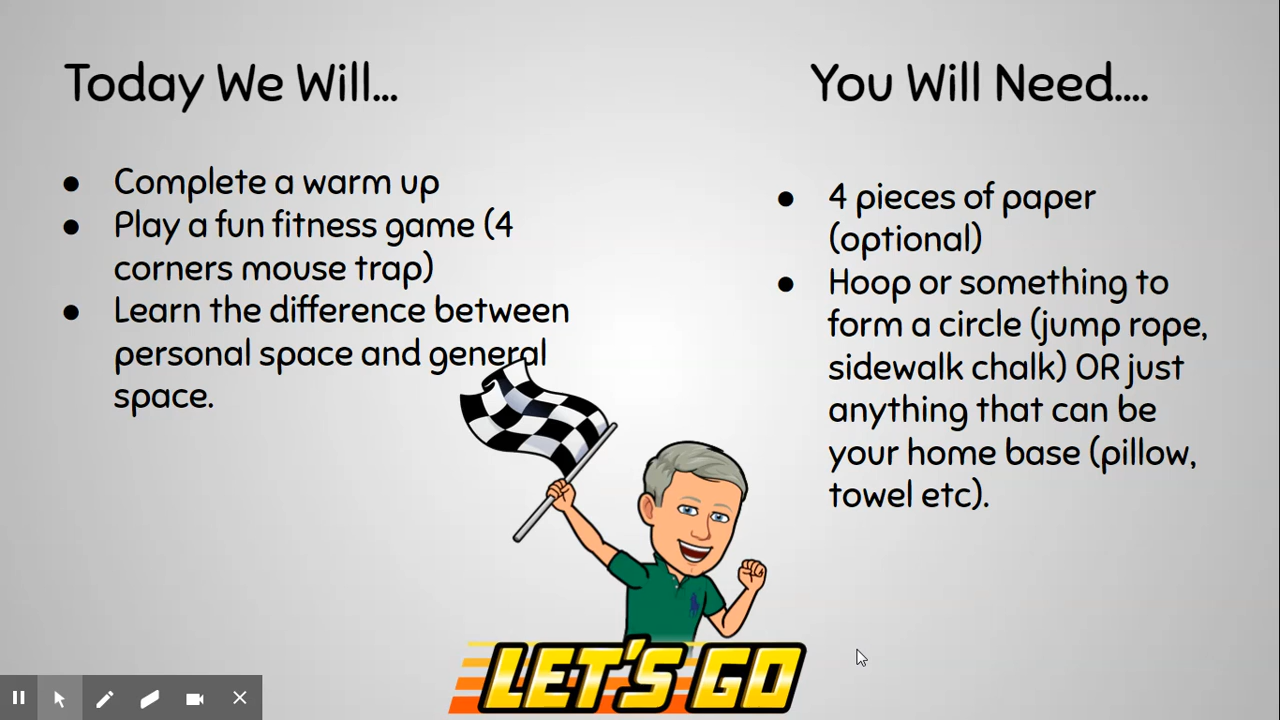 Today We Will...
Complete a warm up
Play a fun fitness game (4
corners mouse trap)
Learn the difference between
personal space and general
space.
You Will Need....
4 pieces of paper
(optional)
Hoop or something to
form a circle (jump rope,
sidewalk chalk) OR just
anything that can be
your home base (pillow,
towel etc).
LET'S GO